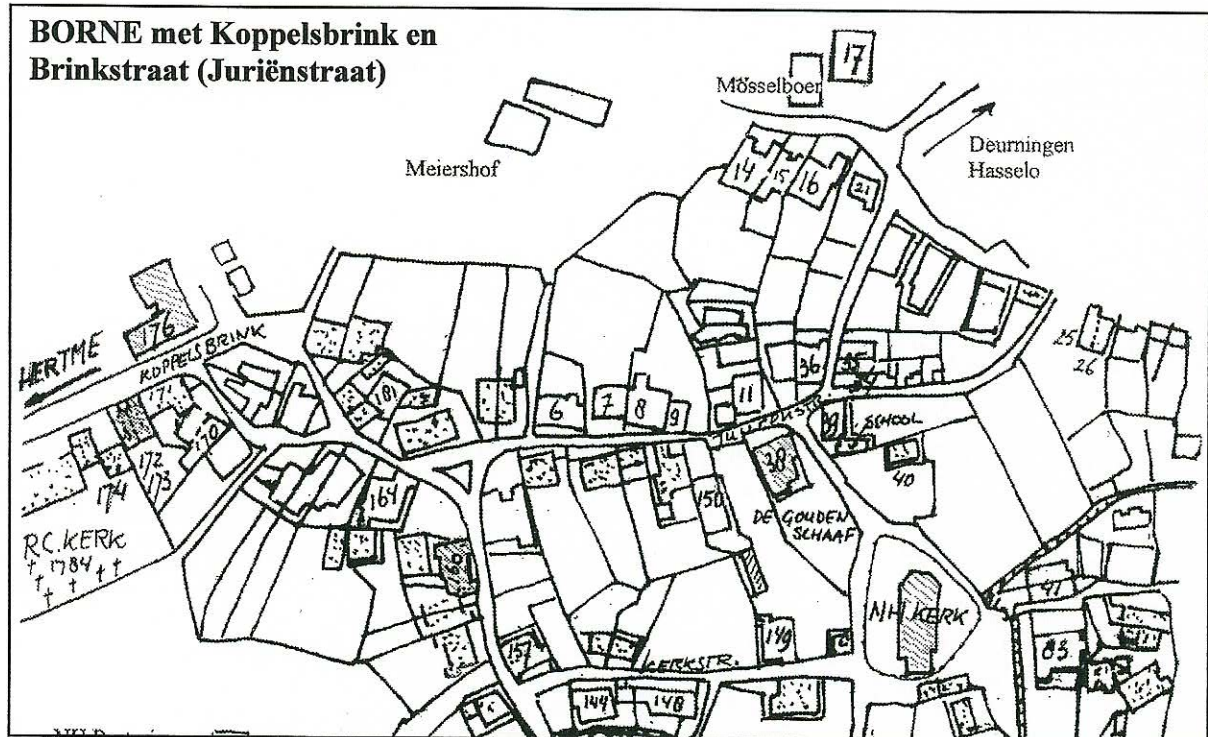 BORNE met Koppelsbrink en
Brinkstraat (Juriënstraat)
17
Mösselboer
Deurningen
Hasselo
Meiershof
14
15
16
21
176
HERTME
KOPPELSBRINK
171
170
172
173
174
R.C. KERK
1784
181
164
6
7
8
9
11
36
35
25
26
SCHOOL
38
40
150
DE GOUDEN
SCHAAF
NH KERK
41
83
157
KERKSTR.
149
144
148